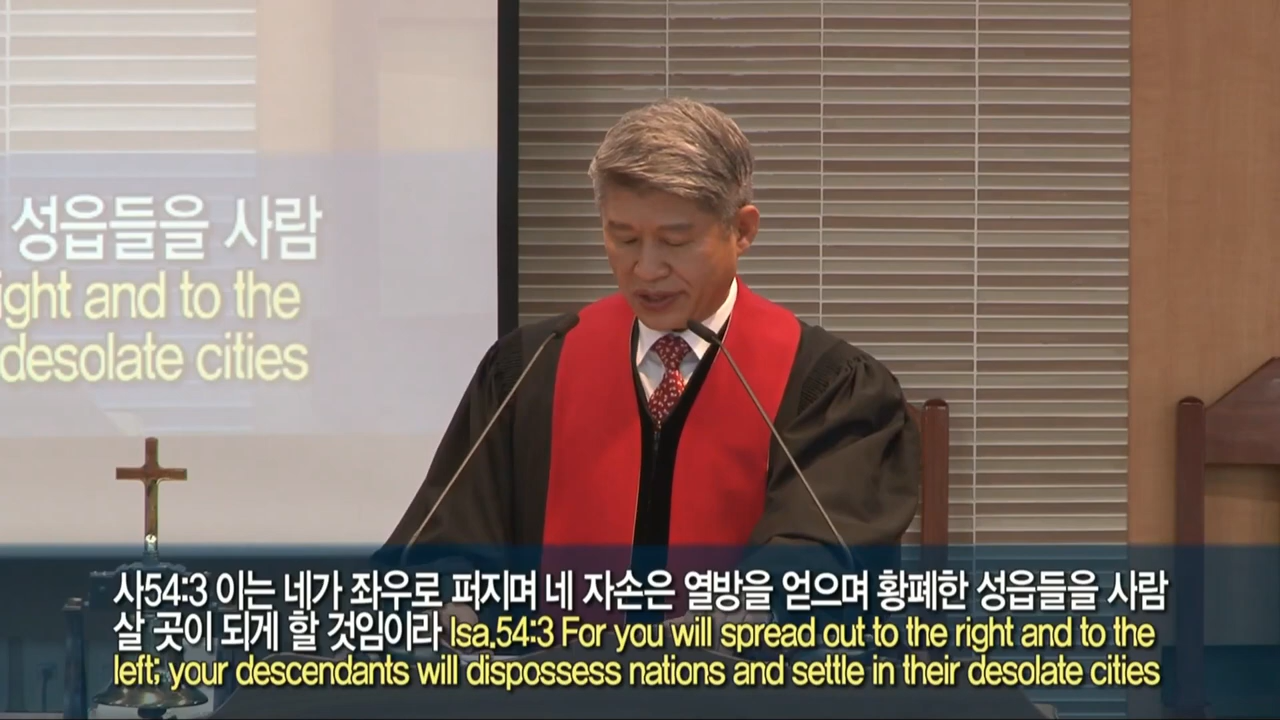 성읍들을 사람
ight and to the
desolate cities
사54:3 이는 네가 좌우로 퍼지며 네 자손은 열방을 얻으며 황폐한 성읍들을 사람
살 곳이 되게 할 것임이라 Isa.54:3 For you will spread out to the right and to the
left; your descendants will dispossess nations and settle in their desolate cities